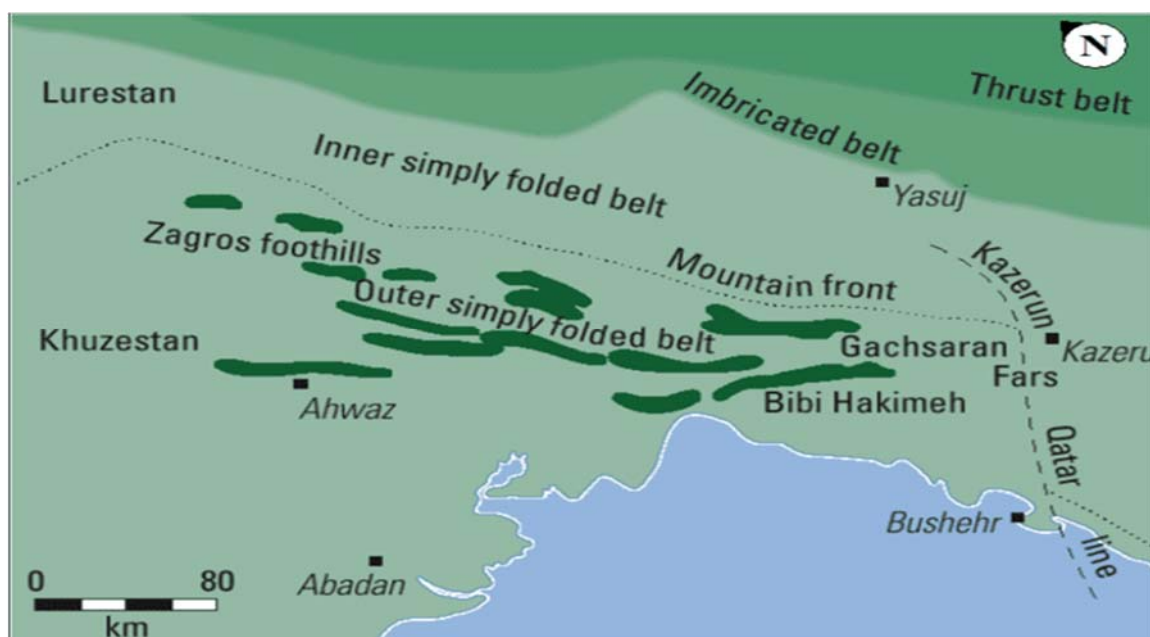 N
Thrust belt
Lurestan
Imbricated belt
Inner simply folded belt
Yasuj
Zagros foothills
Kazerun
Mountain front
Outer simply folded belt
Khuzestan
Gachsaran
Kazeru
Fars
Ahwaz
Bibi Hakimeh
Qatar
Bushehr
line
0 80
Abadan
km